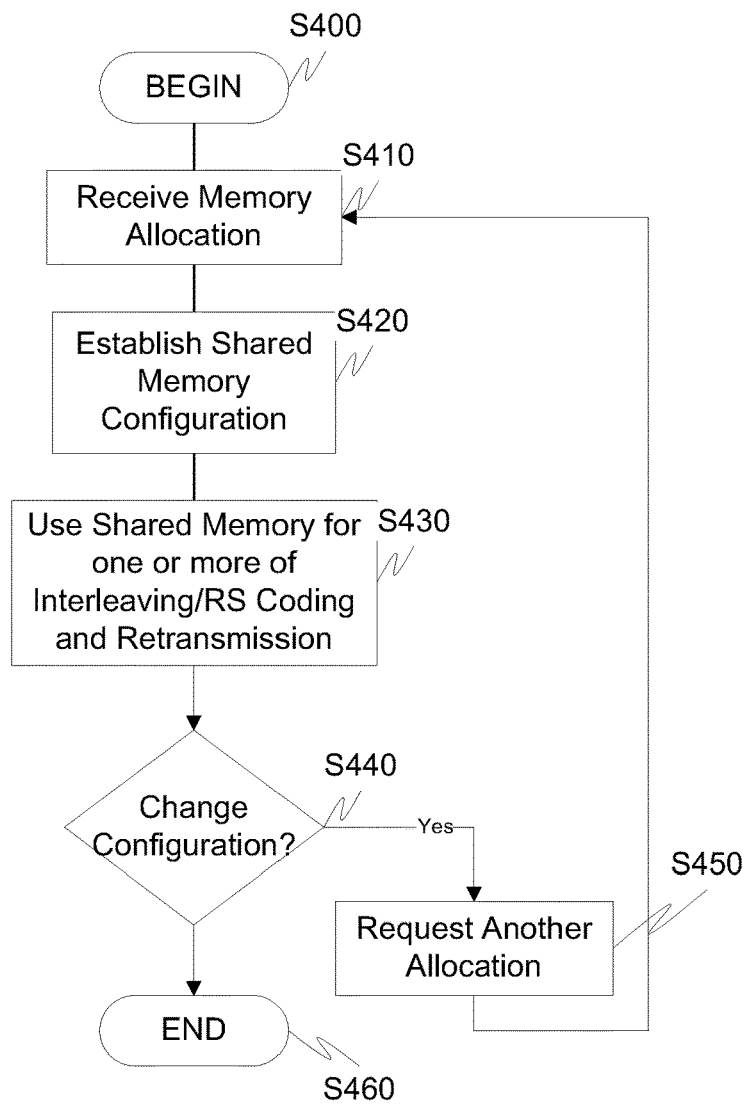 S400
BEGIN
S410
Receive Memory
Allocation
S420
Establish Shared
Memory
Configuration
S430
Use Shared Memory for
one or more of
Interleaving/RS Coding
and Retransmission
S440
Change
Configuration?
Yes
S450
Request Another
Allocation
END
S460